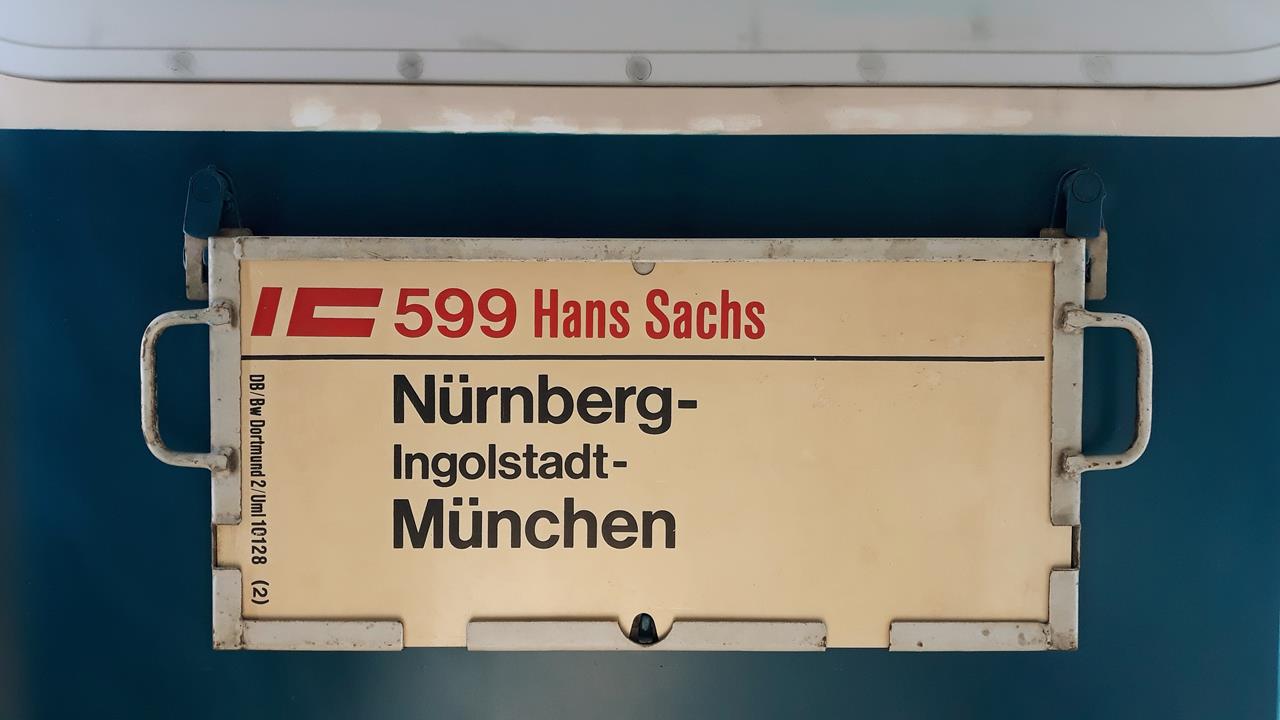 IC 599 Hans Sachs
Nürnberg-
Ingolstadt-
München
DB/Bw Dortmund 2/Uml 10128 (2)